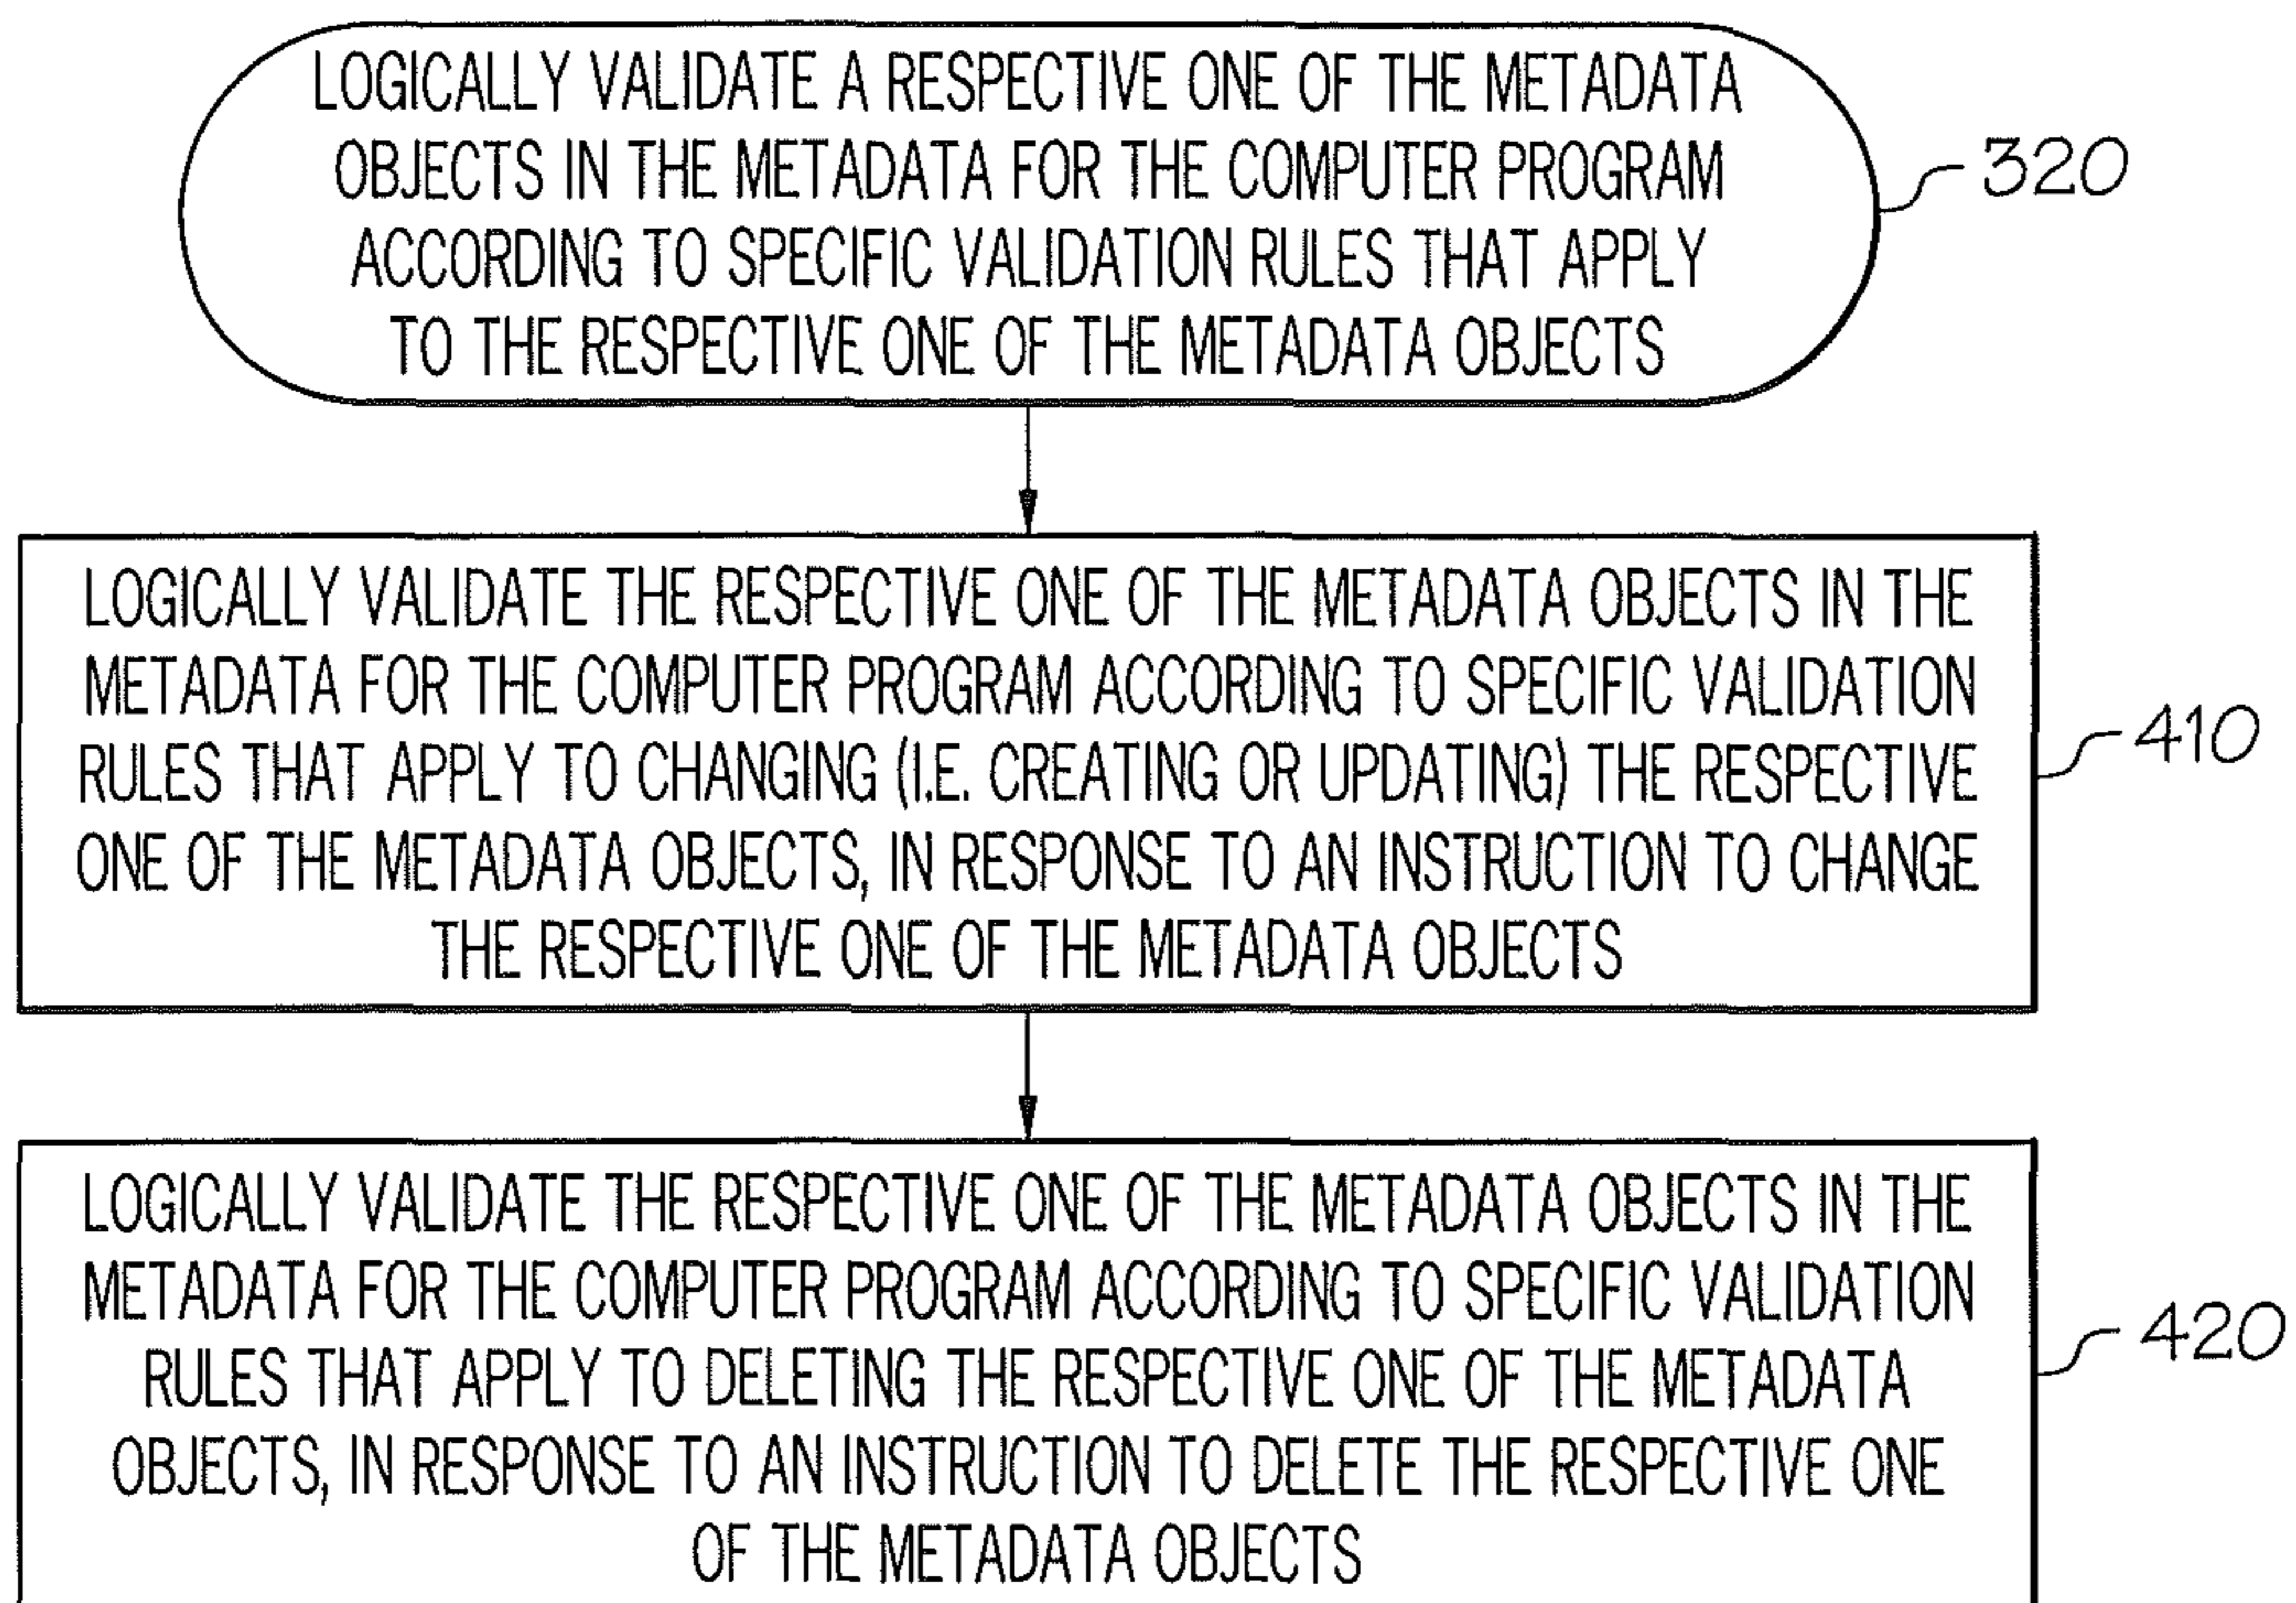 LOGICALLY VALIDATE A RESPECTIVE ONE OF THE METADATA
OBJECTS IN THE METADATA FOR THE COMPUTER PROGRAM
ACCORDING TO SPECIFIC VALIDATION RULES THAT APPLY
TO THE RESPECTIVE ONE OF THE METADATA OBJECTS
320
LOGICALLY VALIDATE THE RESPECTIVE ONE OF THE METADATA OBJECTS IN THE
METADATA FOR THE COMPUTER PROGRAM ACCORDING TO SPECIFIC VALIDATION
RULES THAT APPLY TO CHANGING (I.E. CREATING OR UPDATING) THE RESPECTIVE
ONE OF THE METADATA OBJECTS, IN RESPONSE TO AN INSTRUCTION TO CHANGE
THE RESPECTIVE ONE OF THE METADATA OBJECTS
410
LOGICALLY VALIDATE THE RESPECTIVE ONE OF THE METADATA OBJECTS IN THE
METADATA FOR THE COMPUTER PROGRAM ACCORDING TO SPECIFIC VALIDATION
RULES THAT APPLY TO DELETING THE RESPECTIVE ONE OF THE METADATA
OBJECTS, IN RESPONSE TO AN INSTRUCTION TO DELETE THE RESPECTIVE ONE
OF THE METADATA OBJECTS
420